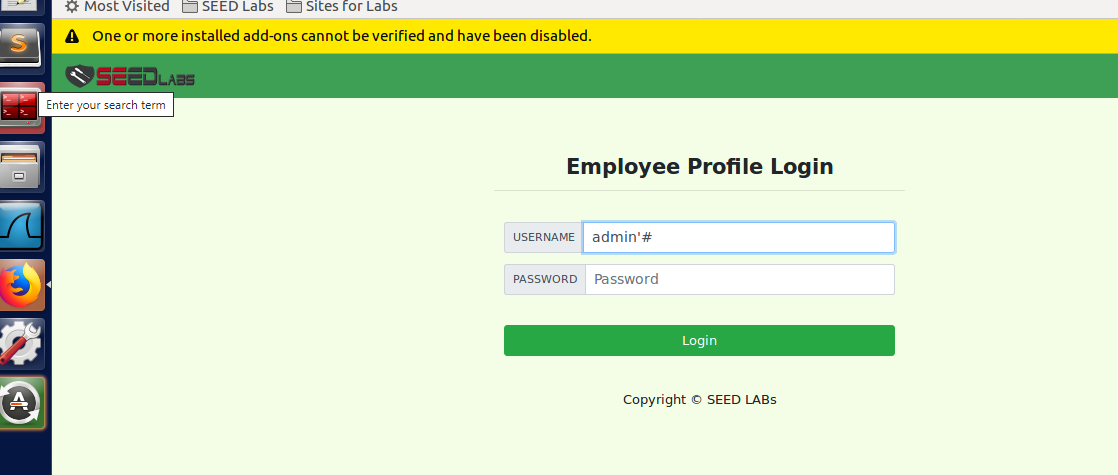 Most Visited SEED Labs Sites for Labs
One or more installed add-ons cannot be verified and have been disabled.
SEEDLABS
Enter your search term
Employee Profile Login
USERNAME admin'#
PASSWORD Password
Login
Copyright © SEED LABs